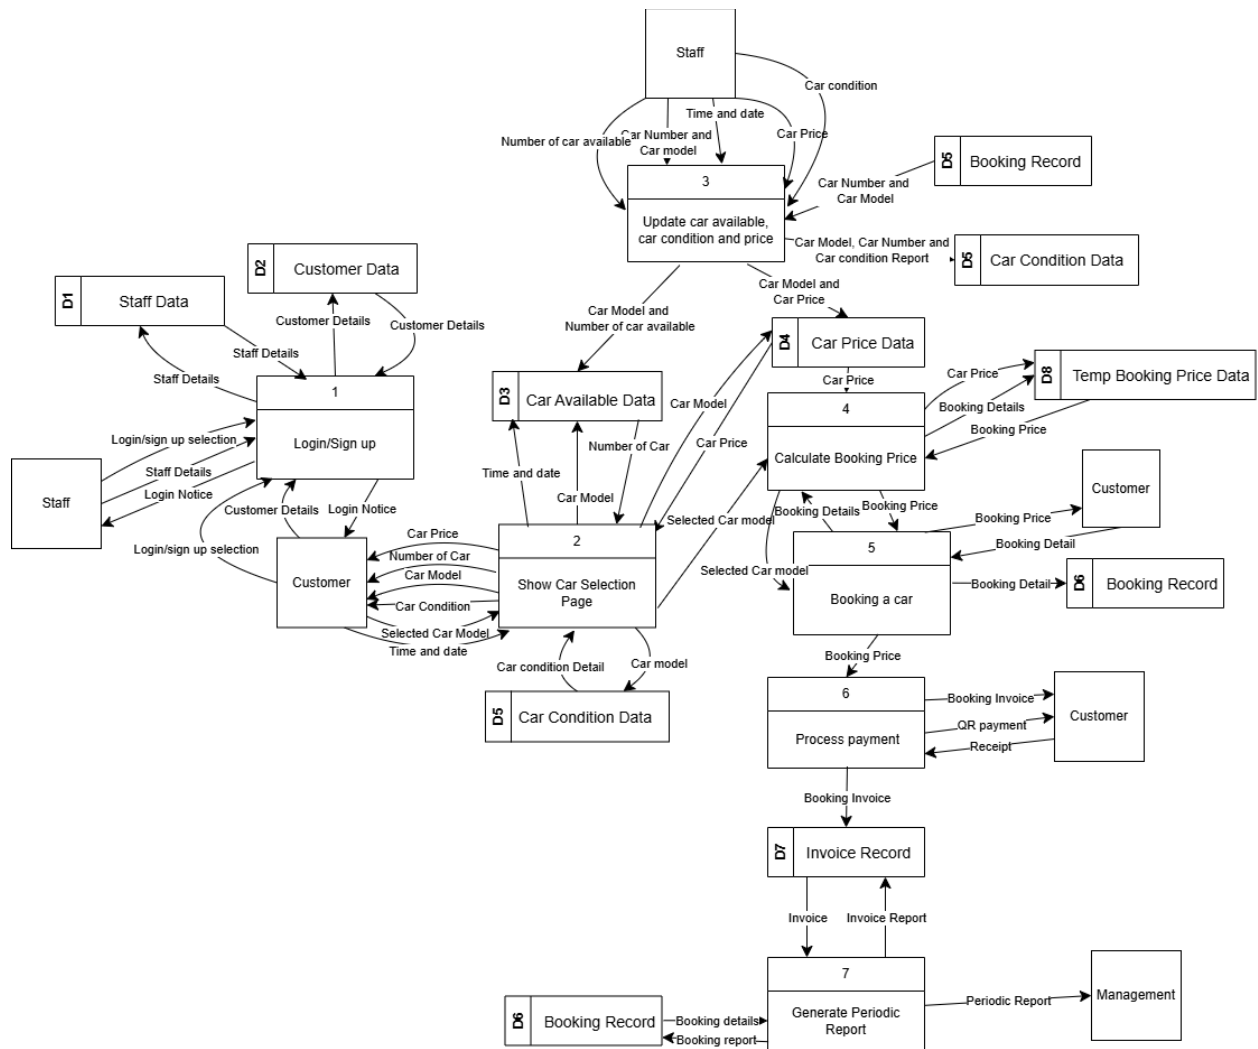 Staff
Car condition
Time and date
Number of car available
Car Number and
Car model
Car Price
3
Update car available,
car condition and price
D5
Booking Record
Car Number and
Car Model
Car Model, Car Number and
Car condition Report
D5
Car Condition Data
D2
Customer Data
D1
Staff Data
Customer Details
Customer Details
Staff Details
Staff Details
Car Model and
Number of car available
Car Model and
Car Price
D4
Car Price Data
1
Login/Sign up
Login/sign up selection
Staff Details
Login Notice
Staff
D3
Car Available Data
Car Model
Car Price
Number of Car
Time and date
Car Model
Car Price
4
Calculate Booking Price
Car Price
Booking Details
Booking Price
D8
Temp Booking Price Data
Customer Details
Login Notice
Login/sign up selection
Customer
Car Price
Number of Car
Car Model
Car Condition
Selected Car Model
Time and date
2
Show Car Selection
Page
Selected Car model
Booking Details
Booking Price
Selected Car model
5
Booking a car
Booking Price
Booking Detail
Customer
Booking Detail
D6
Booking Record
Car condition Detail
Car model
D5
Car Condition Data
Booking Price
6
Process payment
Booking Invoice
QR payment
Receipt
Customer
Booking Invoice
D7
Invoice Record
Invoice
Invoice Report
7
Generate Periodic
Report
Periodic Report
Management
D6
Booking Record
Booking details
Booking report